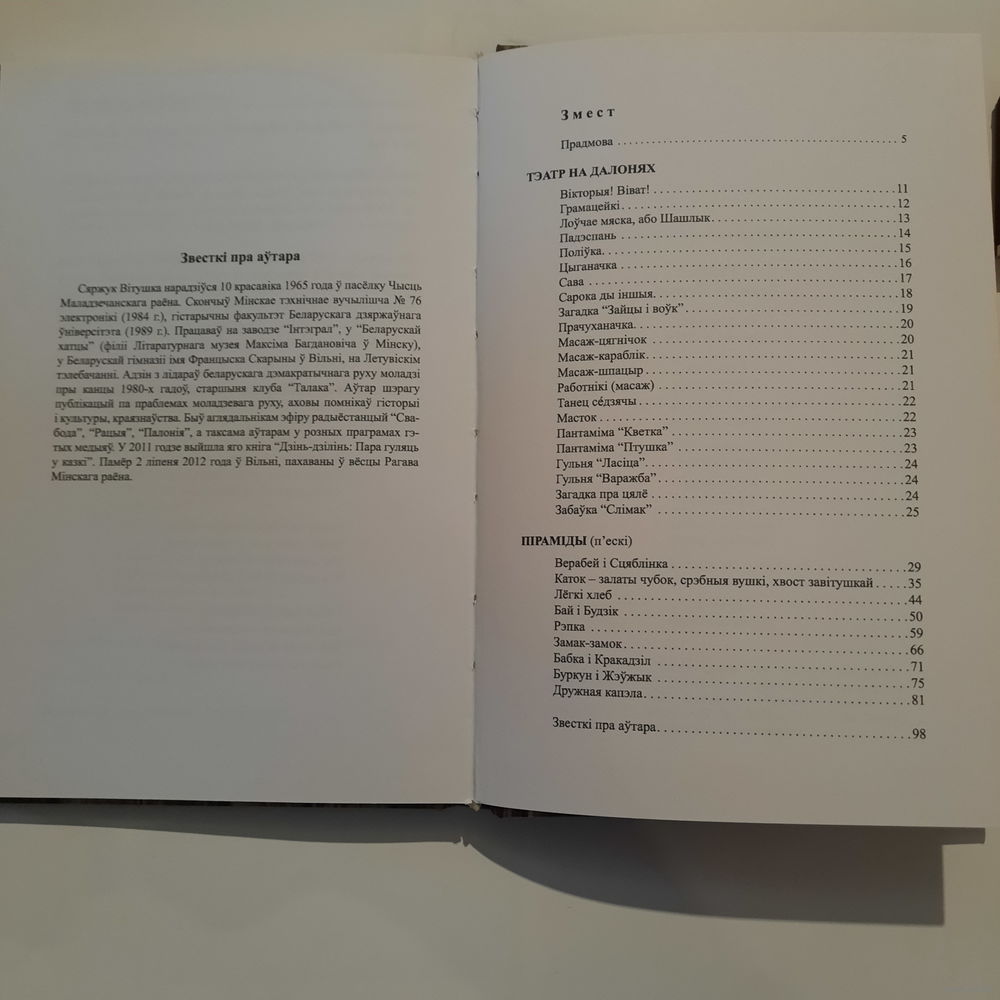 Звесткі пра аўтара
Сяржук Вітушка нарадзіўся 10 красавіка 1965 года ў пасёлку Чысць
Маладзечанскага раёна. Скончыў Мінскае тэхнічнае вучылішча № 76
электронікі (1984 г.), гістарычны факультэт Беларускага дзяржаўнага
ўніверсітэта (1989 г.). Працаваў на заводзе “Інтэграл”, у “Беларускай
хатцы” (філіі Літаратурнага музея Максіма Багдановіча ў Мінску),
у Беларускай гімназіі імя Францыска Скарыны ў Вільні, на Летувіскім
тэлебачанні. Адзін з лідараў беларускага дэмакратычнага руху моладзі
пры канцы 1980-х гадоў, старшыня клуба “Талака”. Аўтар шэрагу
публікацый па праблемах моладзевага руху, аховы помнікаў гісторыі
і культуры, краязнаўства. Быў аглядальнікам эфіру радыёстанцый “Сва-
бода”, “Рацыя”, “Палонія”, а таксама аўтарам у розных праграмах гэ-
тых медыяў. У 2011 годзе выйшла яго кніга “Дзінь-дзілінь: Пара гуляць
у казкі”. Памёр 2 ліпеня 2012 года ў Вільні, пахаваны ў вёсцы Рагава
Мінскага раёна.
Змест
Прадмова . . . . . . . . . . 5
ТЭАТР НА ДАЛОНЯХ
Вікторыя! Віват! . . . . . . . . . . 11
Грамацейкі . . . . . . . . . . 12
Лоўчае мяска, або Шашлык . . . . . . . . . . 13
Падэспань . . . . . . . . . . 14
Поліўка . . . . . . . . . . 15
Цыганачка . . . . . . . . . . 16
Сава . . . . . . . . . . 17
Сарока ды іншыя . . . . . . . . . . 18
Загадка “Зайцы і воўк” . . . . . . . . . . 19
Прачуханачка . . . . . . . . . . 20
Масаж-цягнічок . . . . . . . . . . 20
Масаж-караблік . . . . . . . . . . 21
Масаж-шпацыр . . . . . . . . . . 21
Работнікі (масаж) . . . . . . . . . . 21
Танец се́дзячы . . . . . . . . . . 22
Масток . . . . . . . . . . 22
Пантаміма “Кветка” . . . . . . . . . . 23
Пантаміма “Птушка” . . . . . . . . . . 23
Гульня “Ласіца” . . . . . . . . . . 24
Гульня “Варажба” . . . . . . . . . . 24
Загадка пра цялё . . . . . . . . . . 24
Забаўка “Слімак” . . . . . . . . . . 25
ПІРАМІДЫ (п’ескі)
Верабей і Сцяблінка . . . . . . . . . . 29
Каток – залаты чубок, срэбныя вушкі, хвост завітушкай . . . . . 35
Лёгкі хлеб . . . . . . . . . . 44
Бай і Будзік . . . . . . . . . . 50
Рэпка . . . . . . . . . . 59
Замак-замок . . . . . . . . . . 66
Бабка і Кракадзіл . . . . . . . . . . 71
Буркун і Жэўжык . . . . . . . . . . 75
Дружная капэла . . . . . . . . . . 81
Звесткі пра аўтара . . . . . . . . . . 98